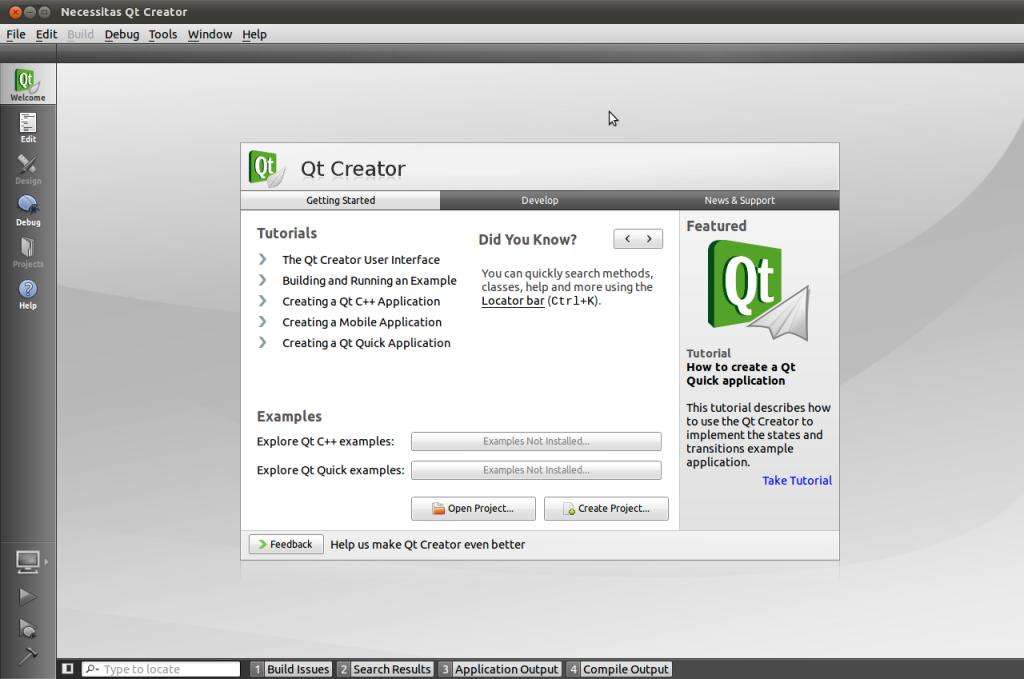 Necessitas Qt Creator
File Edit Build Debug Tools Window Help
Qt
Welcome
Edit
Design
Debug
Projects
Help
Qt Qt Creator
Getting Started Develop News & Support
Tutorials
The Qt Creator User Interface
Building and Running an Example
Creating a Qt C++ Application
Creating a Mobile Application
Creating a Qt Quick Application
Did You Know?
You can quickly search methods,
classes, help and more using the
Locator bar (Ctrl+K).
Examples
Explore Qt C++ examples: Examples Not Installed...
Explore Qt Quick examples: Examples Not Installed...
Open Project... Create Project...
Featured
Qt
Tutorial
How to create a Qt
Quick application
This tutorial describes how
to use the Qt Creator to
implement the states and
transitions example
application.
Take Tutorial
Feedback Help us make Qt Creator even better
Type to locate 1 Build Issues 2 Search Results 3 Application Output 4 Compile Output